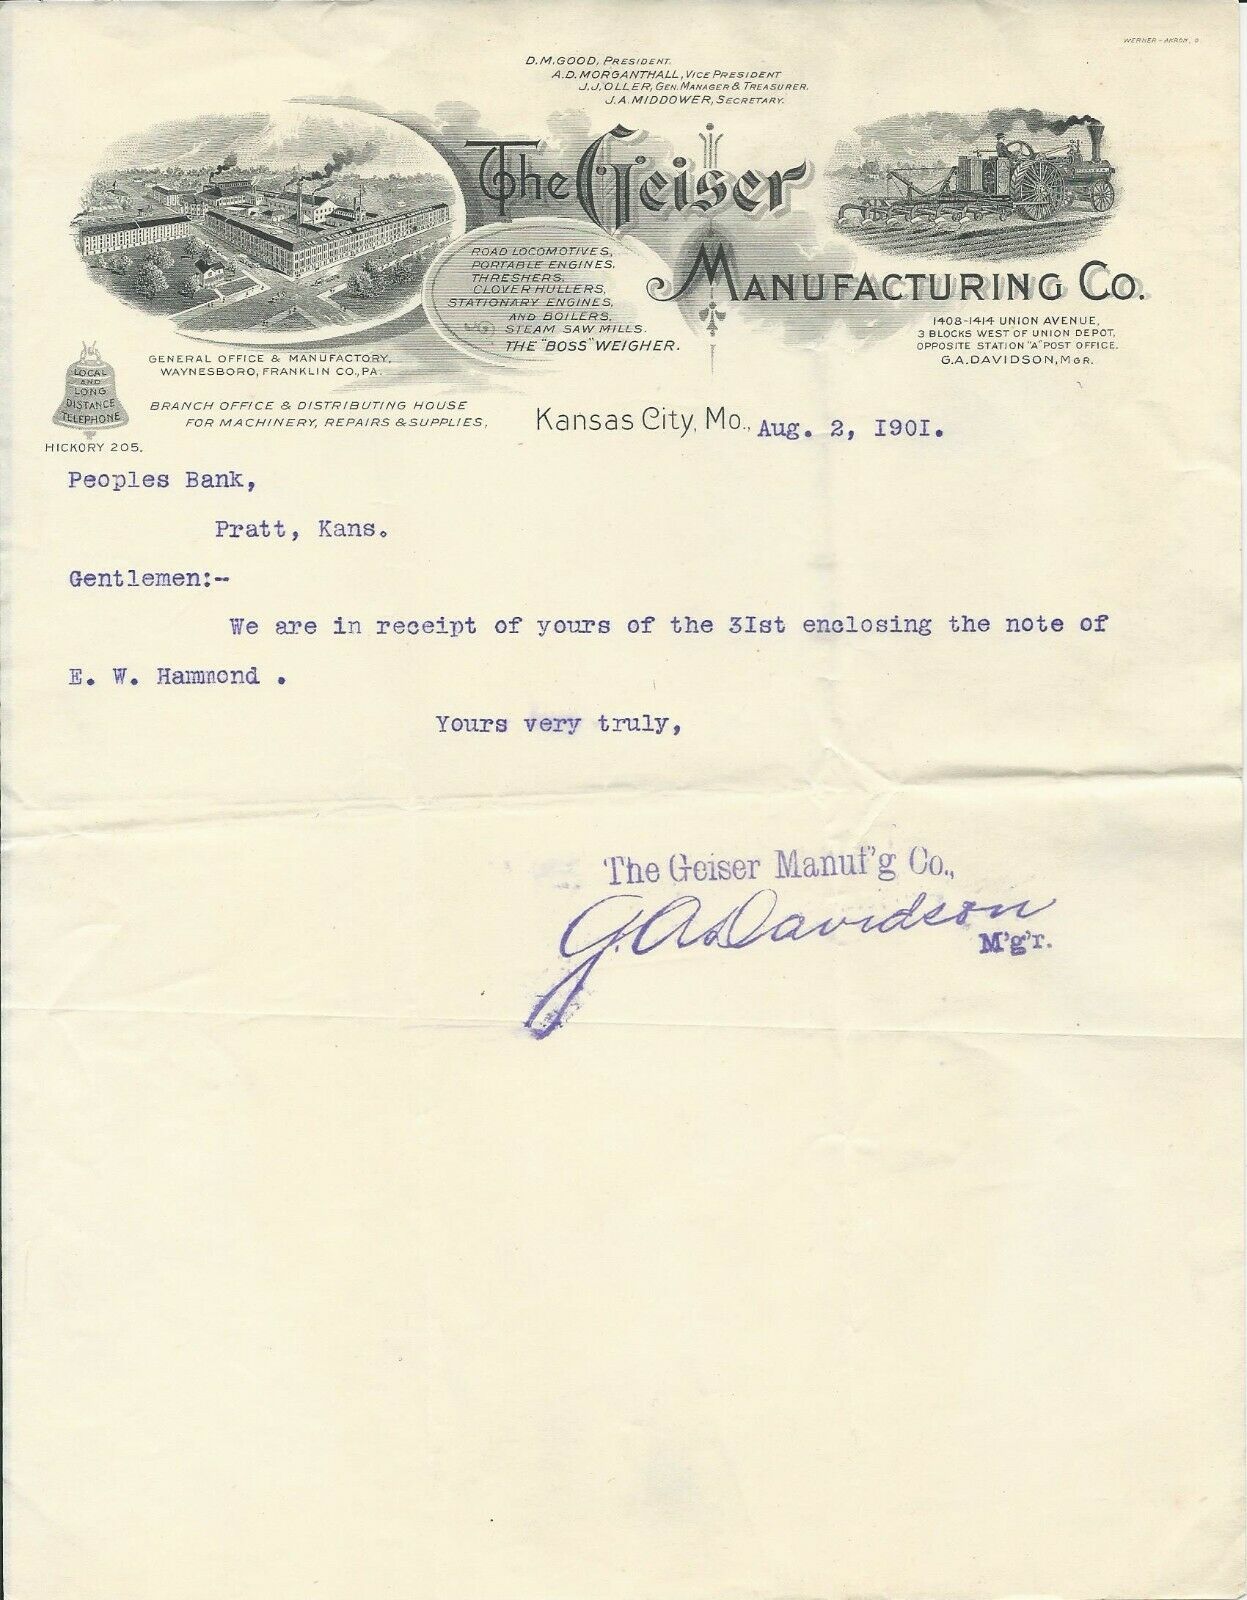 WERNER - AKRON, O.
D.M. GOOD, PRESIDENT.
A.D. MORGANTHALL, VICE PRESIDENT
J.J. OLLER, GEN. MANAGER & TREASURER.
J.A. MIDDOWER, SECRETARY.
The Geiser
MANUFACTURING CO.
ROAD LOCOMOTIVES,
PORTABLE ENGINES,
THRESHERS,
CLOVER HULLERS,
STATIONARY ENGINES,
AND BOILERS,
STEAM SAW MILLS.
THE "BOSS" WEIGHER.
1408-1414 UNION AVENUE,
3 BLOCKS WEST OF UNION DEPOT,
OPPOSITE STATION "A" POST OFFICE.
G.A. DAVIDSON, MGR.
GENERAL OFFICE & MANUFACTORY,
WAYNESBORO, FRANKLIN CO., PA.
LOCAL
AND
LONG
DISTANCE
TELEPHONE
HICKORY 205.
BRANCH OFFICE & DISTRIBUTING HOUSE
FOR MACHINERY, REPAIRS & SUPPLIES,
KANSAS CITY, MO., Aug. 2, 1901.
Peoples Bank,
Pratt, Kans.
Gentlemen:--
We are in receipt of yours of the 31st enclosing the note of
E. W. Hammond .
Yours very truly,
The Geiser Manuf'g Co.,
G. A. Davidson
M'g'r.